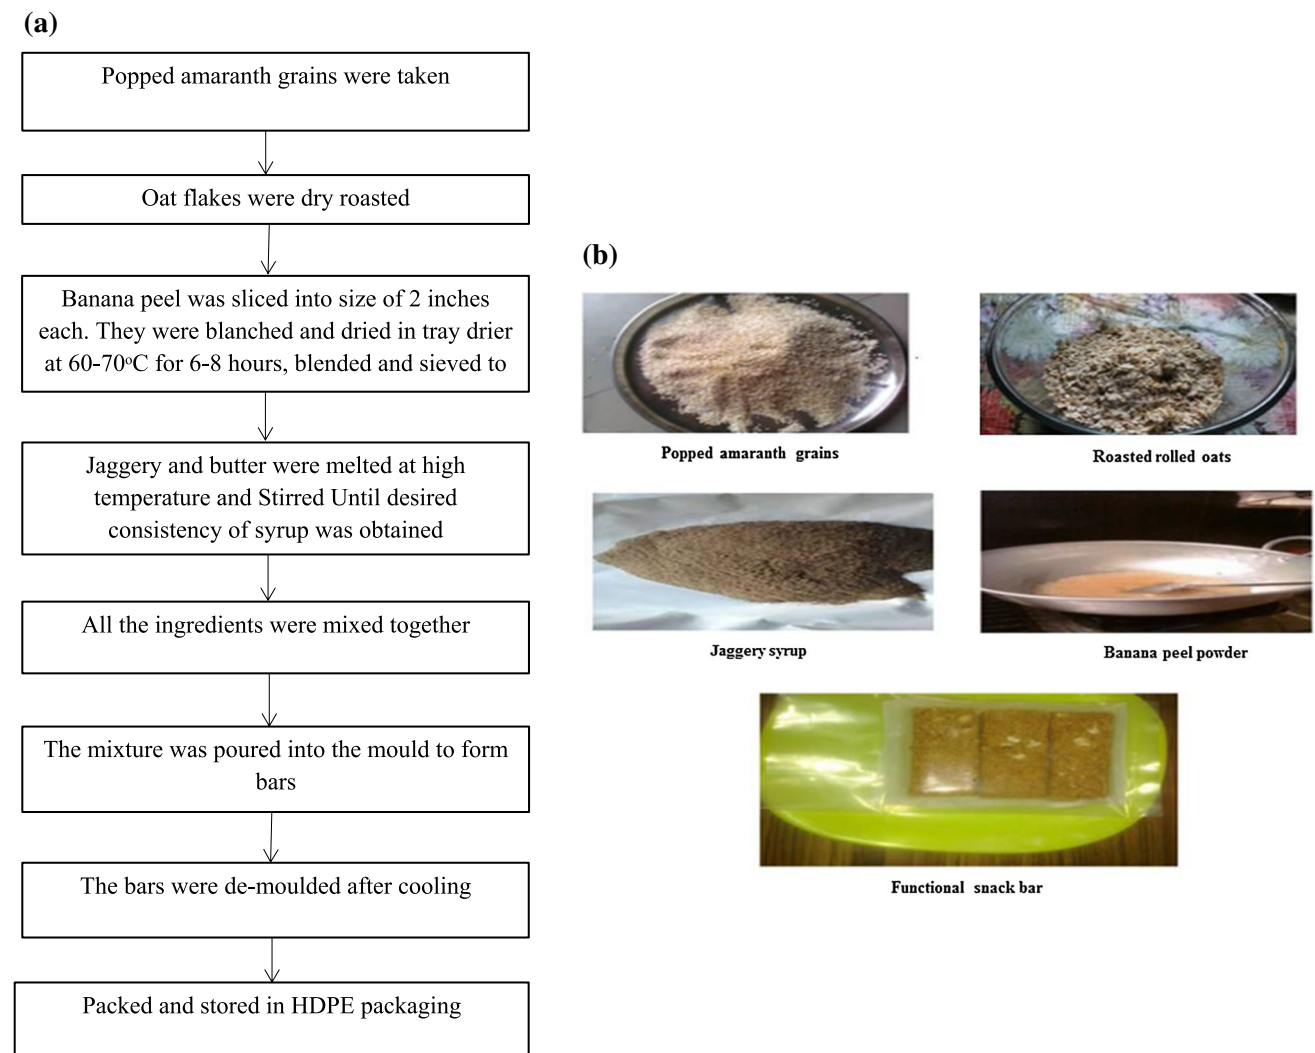 (a)
Popped amaranth grains were taken
Oat flakes were dry roasted
Banana peel was sliced into size of 2 inches
each. They were blanched and dried in tray drier
at 60-70ºC for 6-8 hours, blended and sieved to
Jaggery and butter were melted at high
temperature and Stirred Until desired
consistency of syrup was obtained
All the ingredients were mixed together
The mixture was poured into the mould to form
bars
The bars were de-moulded after cooling
Packed and stored in HDPE packaging
(b)
Popped amaranth grains
Roasted rolled oats
Jaggery syrup
Banana peel powder
Functional snack bar